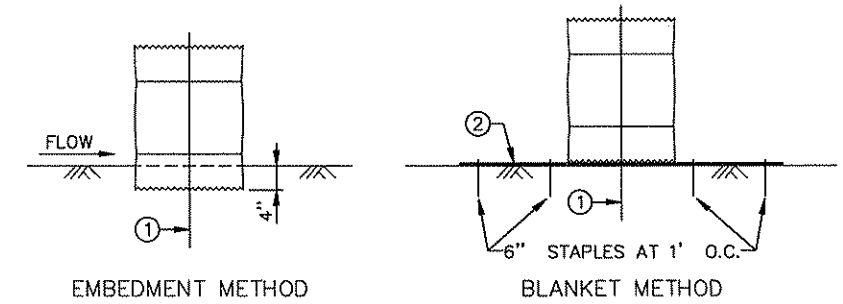 FLOW
4"
1
2
1
6" STAPLES AT 1' O.C.
EMBEDMENT METHOD
BLANKET METHOD